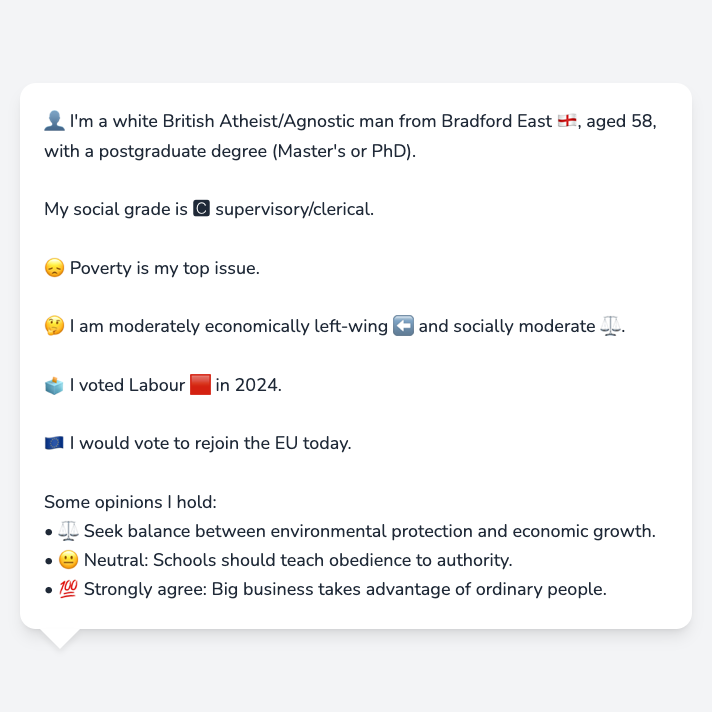 👤 I'm a white British Atheist/Agnostic man from Bradford East 🏴󠁧󠁢󠁥󠁮󠁧󠁿, aged 58,
with a postgraduate degree (Master's or PhD).
My social grade is 🅲 supervisory/clerical.
😞 Poverty is my top issue.
🤔 I am moderately economically left-wing ⬅️ and socially moderate ⚖️.
🗳️ I voted Labour 🟥 in 2024.
🇪🇺 I would vote to rejoin the EU today.
Some opinions I hold:
• ⚖️ Seek balance between environmental protection and economic growth.
• 😐 Neutral: Schools should teach obedience to authority.
• 💯 Strongly agree: Big business takes advantage of ordinary people.